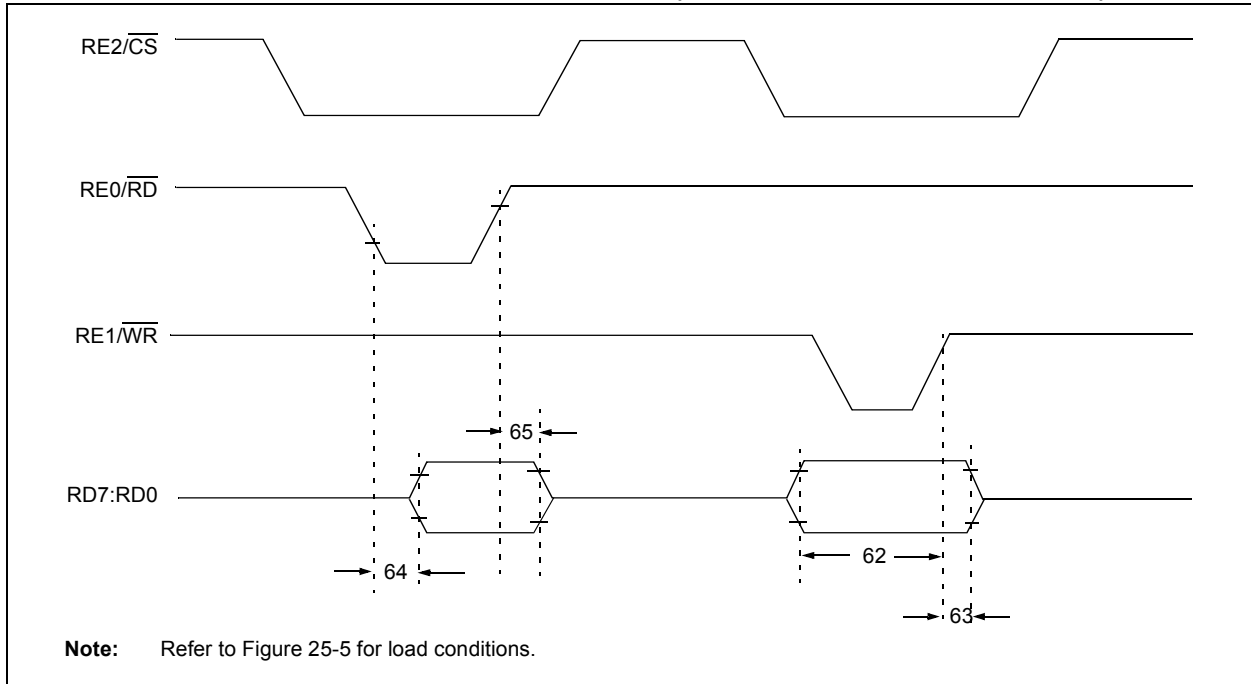 RE2/CS
RE0/RD
RE1/WR
65
RD7:RD0
62
64
63
Note: Refer to Figure 25-5 for load conditions.